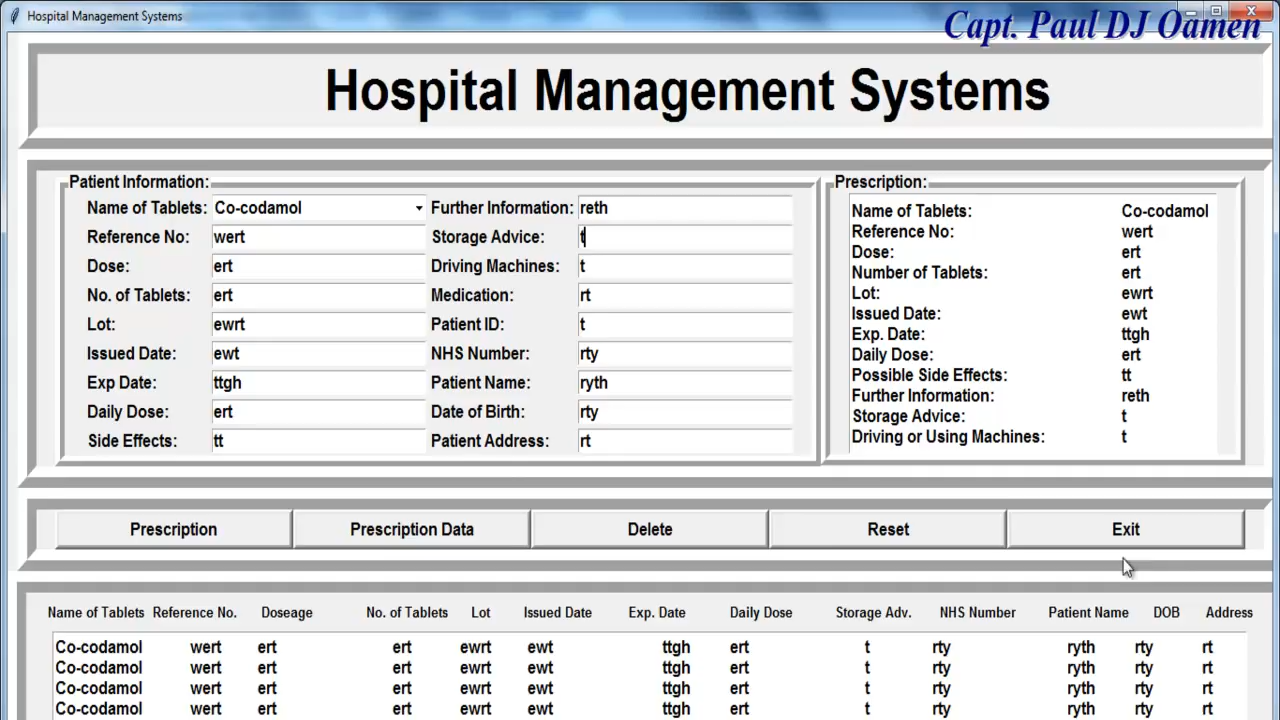 Hospital Management Systems
Capt. Paul DJ Oamen
Hospital Management Systems
Patient Information:
Name of Tablets: Co-codamol Further Information: reth
Reference No: wert Storage Advice: t
Dose: ert Driving Machines: t
No. of Tablets: ert Medication: rt
Lot: ewrt Patient ID: t
Issued Date: ewt NHS Number: rty
Exp Date: ttgh Patient Name: ryth
Daily Dose: ert Date of Birth: rty
Side Effects: tt Patient Address: rt
Prescription:
Name of Tablets: Co-codamol
Reference No: wert
Dose: ert
Number of Tablets: ert
Lot: ewrt
Issued Date: ewt
Exp. Date: ttgh
Daily Dose: ert
Possible Side Effects: tt
Further Information: reth
Storage Advice: t
Driving or Using Machines: t
Prescription Prescription Data Delete Reset Exit
Name of Tablets Reference No. Doseage No. of Tablets Lot Issued Date Exp. Date Daily Dose Storage Adv. NHS Number Patient Name DOB Address
Co-codamol wert ert ert ewrt ewt ttgh ert t rty ryth rty rt
Co-codamol wert ert ert ewrt ewt ttgh ert t rty ryth rty rt
Co-codamol wert ert ert ewrt ewt ttgh ert t rty ryth rty rt
Co-codamol wert ert ert ewrt ewt ttgh ert t rty ryth rty rt